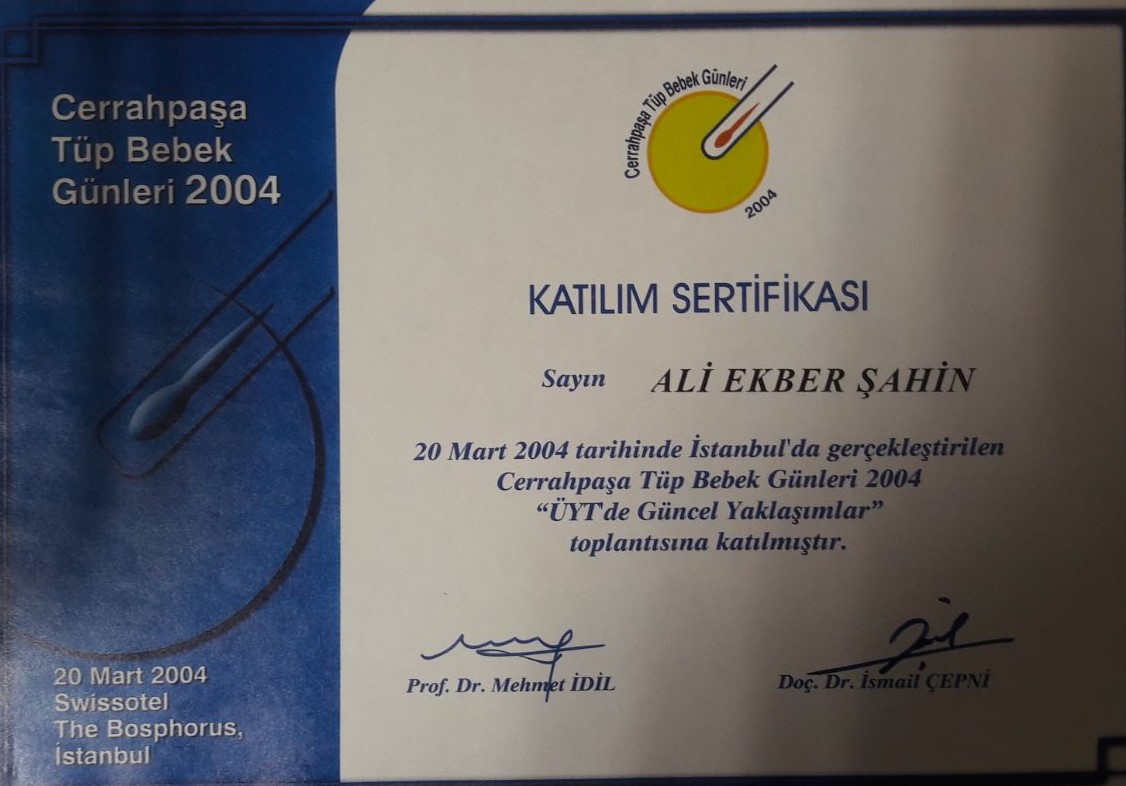 Cerrahpaşa
Tüp Bebek
Günleri 2004
Cerrahpaşa Tüp Bebek Günleri
2004
KATILIM SERTİFİKASI
Sayın ALİ EKBER ŞAHİN
20 Mart 2004 tarihinde İstanbul'da gerçekleştirilen
Cerrahpaşa Tüp Bebek Günleri 2004
“ÜYT'de Güncel Yaklaşımlar”
toplantısına katılmıştır.
Prof. Dr. Mehmet İDİL
Doç. Dr. İsmail ÇEPNİ
20 Mart 2004
Swissotel
The Bosphorus,
İstanbul